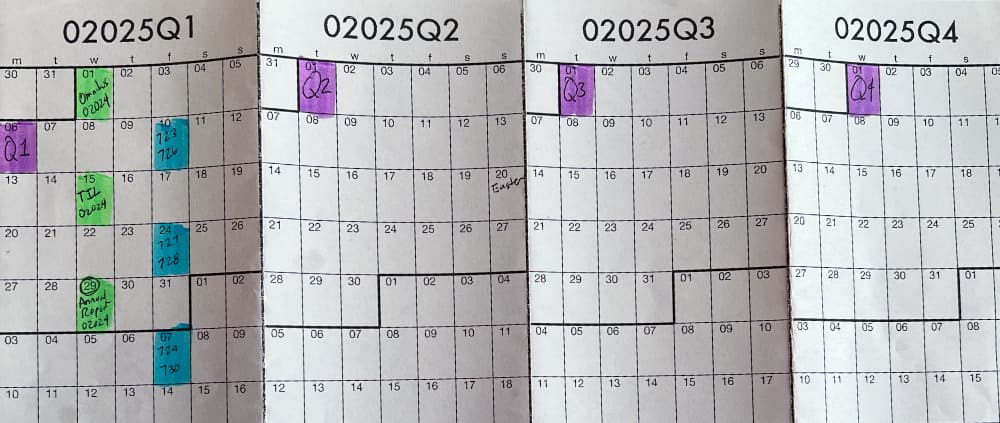 02025Q1
m t w t f s s
30 31 01 02 03 04 05
Omnibus
02024
06 07 08 09 10 11 12
Q1
723
726
13 14 15 16 17 18 19
TIL
02024
20 21 22 23 24 25 26
727
728
27 28 29 30 31 01 02
Annual
Report
02024
03 04 05 06 07 08 09
729
730
10 11 12 13 14 15 16
02025Q2
m t w t f s s
31 01 02 03 04 05 06
Q2
07 08 09 10 11 12 13
14 15 16 17 18 19 20
Easter
21 22 23 24 25 26 27
28 29 30 01 02 03 04
05 06 07 08 09 10 11
12 13 14 15 16 17 18
02025Q3
m t w t f s s
30 01 02 03 04 05 06
Q3
07 08 09 10 11 12 13
14 15 16 17 18 19 20
21 22 23 24 25 26 27
28 29 30 31 01 02 03
04 05 06 07 08 09 10
11 12 13 14 15 16 17
02025Q4
m t w t f s
29 30 01 02 03 04 05
Q4
06 07 08 09 10 11 1
13 14 15 16 17 18
20 21 22 23 24 25
27 28 29 30 31 01
03 04 05 06 07 08
10 11 12 13 14 15